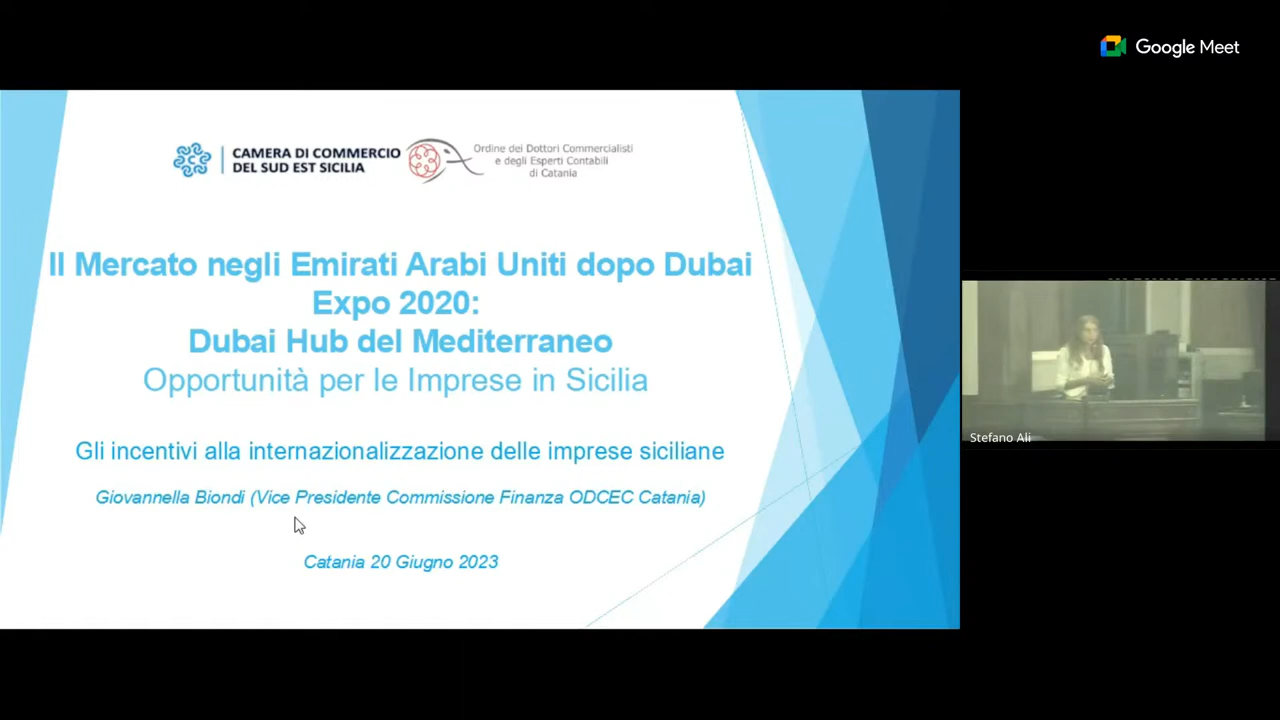 Google Meet
CAMERA DI COMMERCIO
DEL SUD EST SICILIA
Ordine dei Dottori Commercialisti
e degli Esperti Contabili
di Catania
Il Mercato negli Emirati Arabi Uniti dopo Dubai
Expo 2020:
Dubai Hub del Mediterraneo
Opportunità per le Imprese in Sicilia
Gli incentivi alla internazionalizzazione delle imprese siciliane
Giovannella Biondi (Vice Presidente Commissione Finanza ODCEC Catania)
Catania 20 Giugno 2023
Stefano Ali